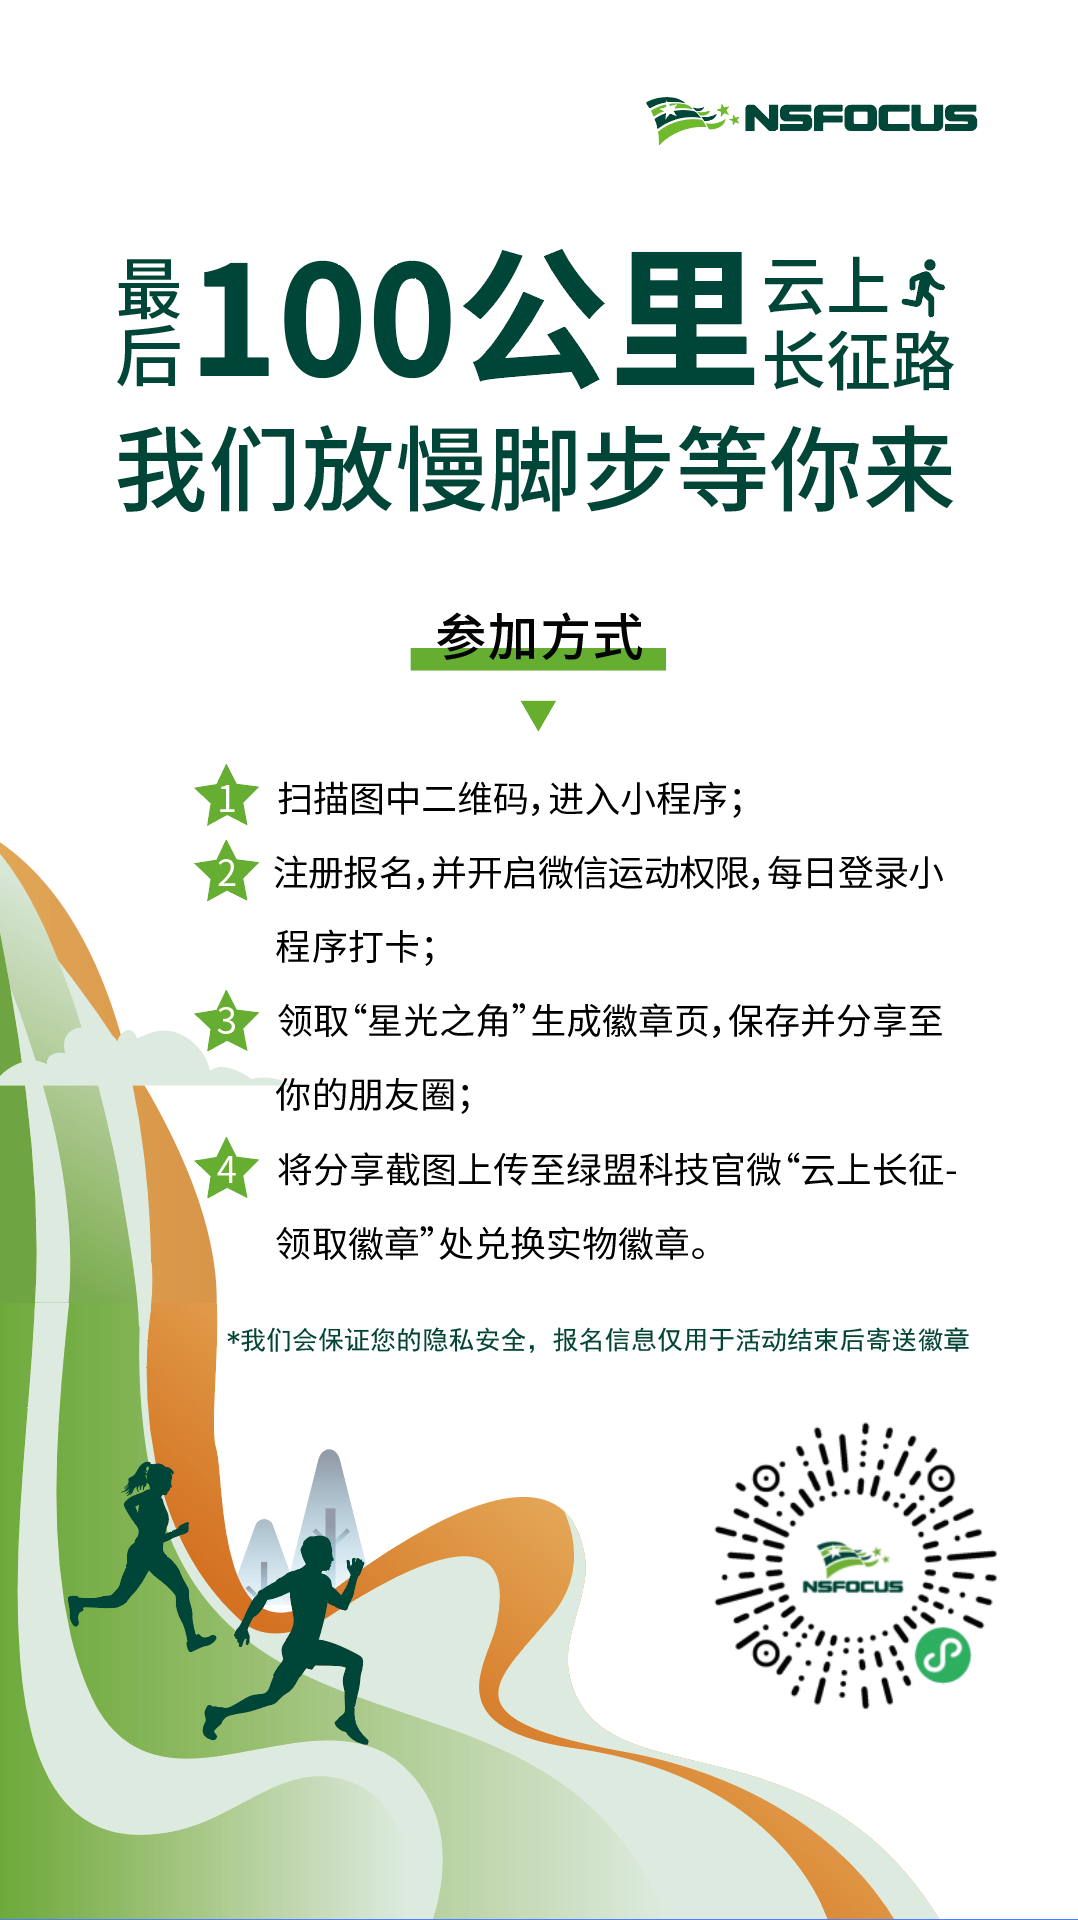 NSFOCUS
最后100公里云上长征路
我们放慢脚步等你来
参加方式
1 扫描图中二维码，进入小程序；
2 注册报名，并开启微信运动权限，每日登录小
程序打卡；
3 领取“星光之角”生成徽章页，保存并分享至
你的朋友圈；
4 将分享截图上传至绿盟科技官微“云上长征-
领取徽章”处兑换实物徽章。
*我们会保证您的隐私安全，报名信息仅用于活动结束后寄送徽章
NSFOCUS